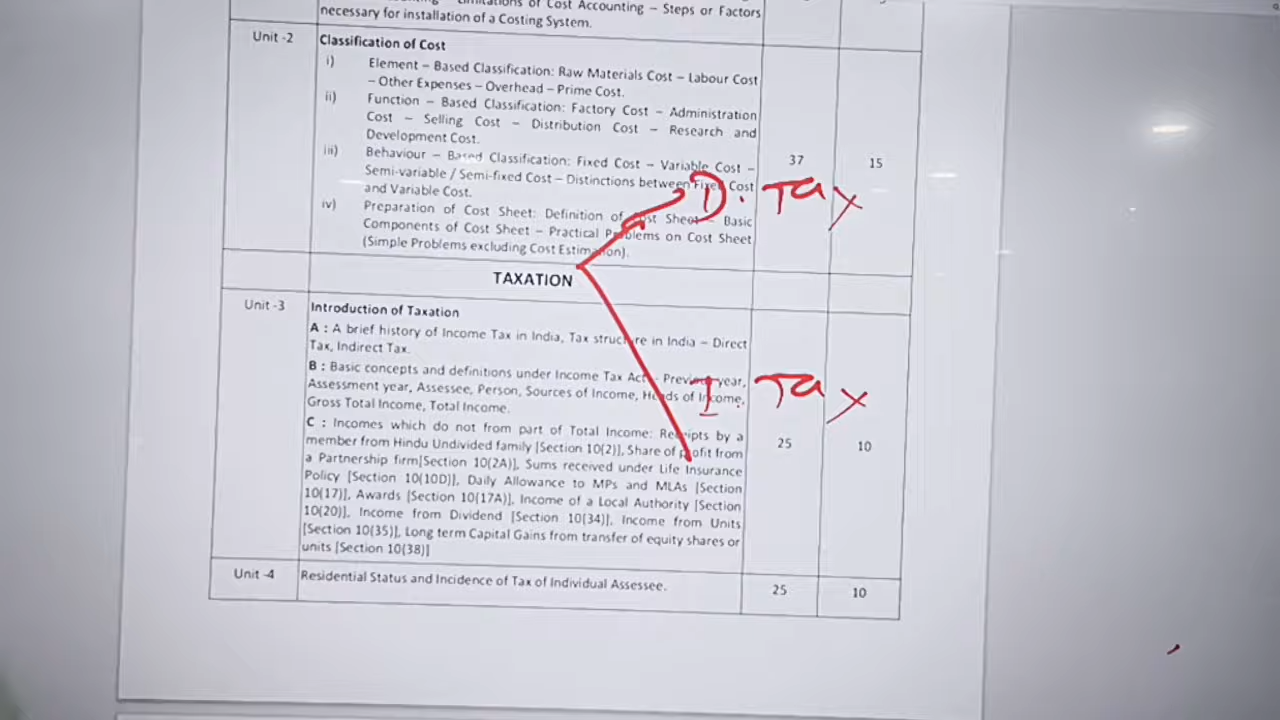 Limitations of Cost Accounting – Steps or Factors
necessary for installation of a Costing System.
Unit -2
Classification of Cost
i) Element – Based Classification: Raw Materials Cost – Labour Cost
– Other Expenses – Overhead – Prime Cost.
ii) Function – Based Classification: Factory Cost – Administration
Cost – Selling Cost – Distribution Cost – Research and
Development Cost.
iii) Behaviour – Based Classification: Fixed Cost – Variable Cost –
Semi-variable / Semi-fixed Cost – Distinctions between Fixed Cost
and Variable Cost.
iv) Preparation of Cost Sheet: Definition of Cost Sheet – Basic
Components of Cost Sheet – Practical Problems on Cost Sheet
(Simple Problems excluding Cost Estimation).
37
15
D. Tax
TAXATION
Unit -3
Introduction of Taxation
A : A brief history of Income Tax in India, Tax structure in India – Direct
Tax, Indirect Tax.
B : Basic concepts and definitions under Income Tax Act – Previous year,
Assessment year, Assessee, Person, Sources of Income, Heads of Income,
Gross Total Income, Total Income.
I. Tax
C : Incomes which do not from part of Total Income: Receipts by a
member from Hindu Undivided family [Section 10(2)], Share of profit from
a Partnership firm[Section 10(2A)], Sums received under Life Insurance
Policy [Section 10(10D)], Daily Allowance to MPs and MLAs [Section
10(17)], Awards [Section 10(17A)], Income of a Local Authority [Section
10(20)], Income from Dividend [Section 10(34)], Income from Units
[Section 10(35)], Long term Capital Gains from transfer of equity shares or
units [Section 10(38)]
25
10
Unit -4
Residential Status and Incidence of Tax of Individual Assessee.
25
10